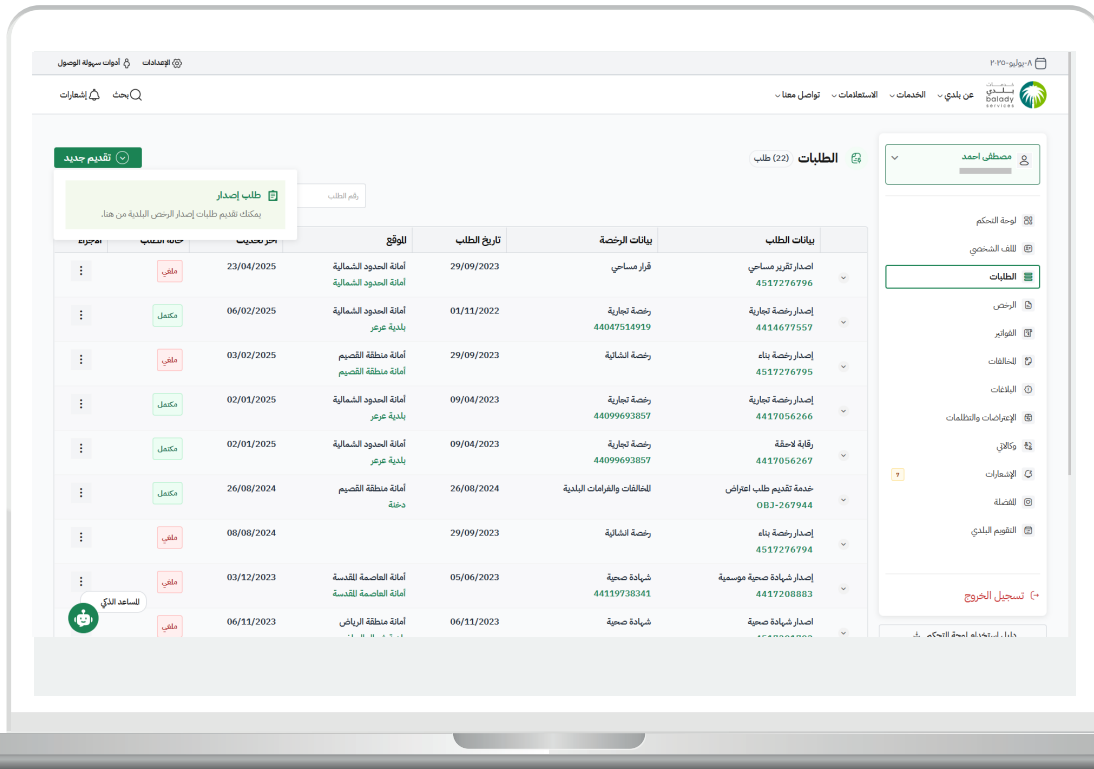 ٨-يوليو-٢٠٢٥
الإعدادات
أدوات سهولة الوصول
بلدي
balady
services
عن بلدي
الخدمات
الاستعلامات
تواصل معنا
بحث
إشعارات
مصطفى احمد
لوحة التحكم
الملف الشخصي
الطلبات
الرخص
الفواتير
المخالفات
البلاغات
الإعتراضات والتظلمات
وكالاتي
الإشعارات
7
المفضلة
التقويم البلدي
تسجيل الخروج
الطلبات (22) طلب
تقديم جديد
طلب إصدار
يمكنك تقديم طلبات إصدار الرخص البلدية من هنا.
رقم الطلب
بيانات الطلب بيانات الرخصة تاريخ الطلب الموقع
اصدار تقرير مساحي قرار مساحي 29/09/2023 أمانة الحدود الشمالية 23/04/2025 ملغي
4517276796 أمانة الحدود الشمالية
إصدار رخصة تجارية رخصة تجارية 01/11/2022 أمانة الحدود الشمالية 06/02/2025 مكتمل
4414677557 44047514919 بلدية عرعر
إصدار رخصة بناء رخصة انشائية 29/09/2023 أمانة منطقة القصيم 03/02/2025 ملغي
4517276795 أمانة منطقة القصيم
إصدار رخصة تجارية رخصة تجارية 09/04/2023 أمانة الحدود الشمالية 02/01/2025 مكتمل
4417056266 44099693857 بلدية عرعر
رقابة لاحقة رخصة تجارية 09/04/2023 أمانة الحدود الشمالية 02/01/2025 مكتمل
4417056267 44099693857 بلدية عرعر
خدمة تقديم طلب اعتراض المخالفات والغرامات البلدية 26/08/2024 أمانة منطقة القصيم 26/08/2024 مكتمل
OBJ-267944 دخنة
إصدار رخصة بناء رخصة انشائية 29/09/2023 08/08/2024 ملغي
4517276794
إصدار شهادة صحية موسمية شهادة صحية 05/06/2023 أمانة العاصمة المقدسة 03/12/2023 ملغي
4417208883 44119738341 أمانة العاصمة المقدسة
اصدار شهادة صحية شهادة صحية 06/11/2023 أمانة منطقة الرياض 06/11/2023 ملغي
المساعد الذكي